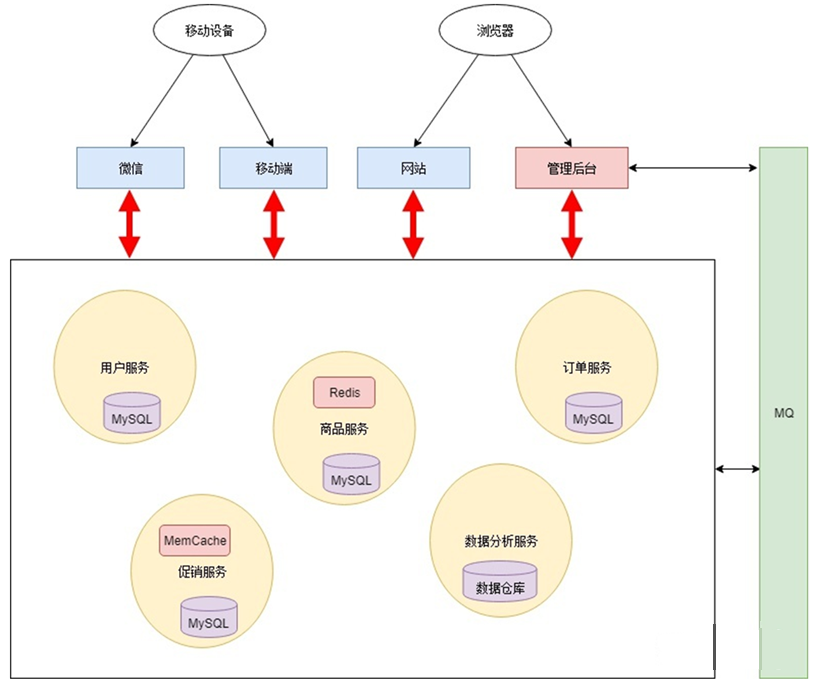 移动设备
浏览器
微信
移动端
网站
管理后台
用户服务
MySQL
Redis
商品服务
MySQL
订单服务
MySQL
MQ
MemCache
促销服务
MySQL
数据分析服务
数据仓库